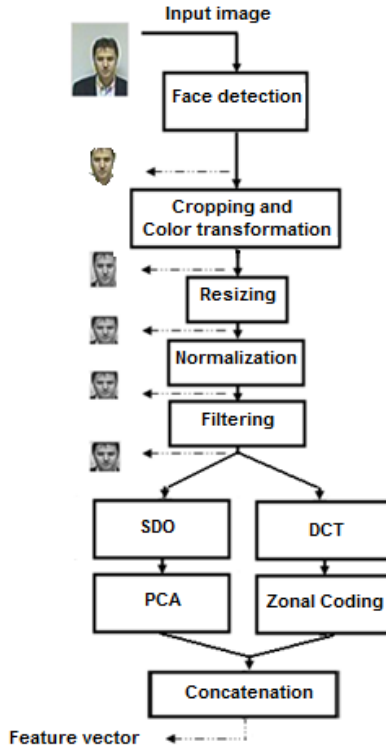 Input image
Face detection
Cropping and
Color transformation
Resizing
Normalization
Filtering
SDO
DCT
PCA
Zonal Coding
Concatenation
Feature vector